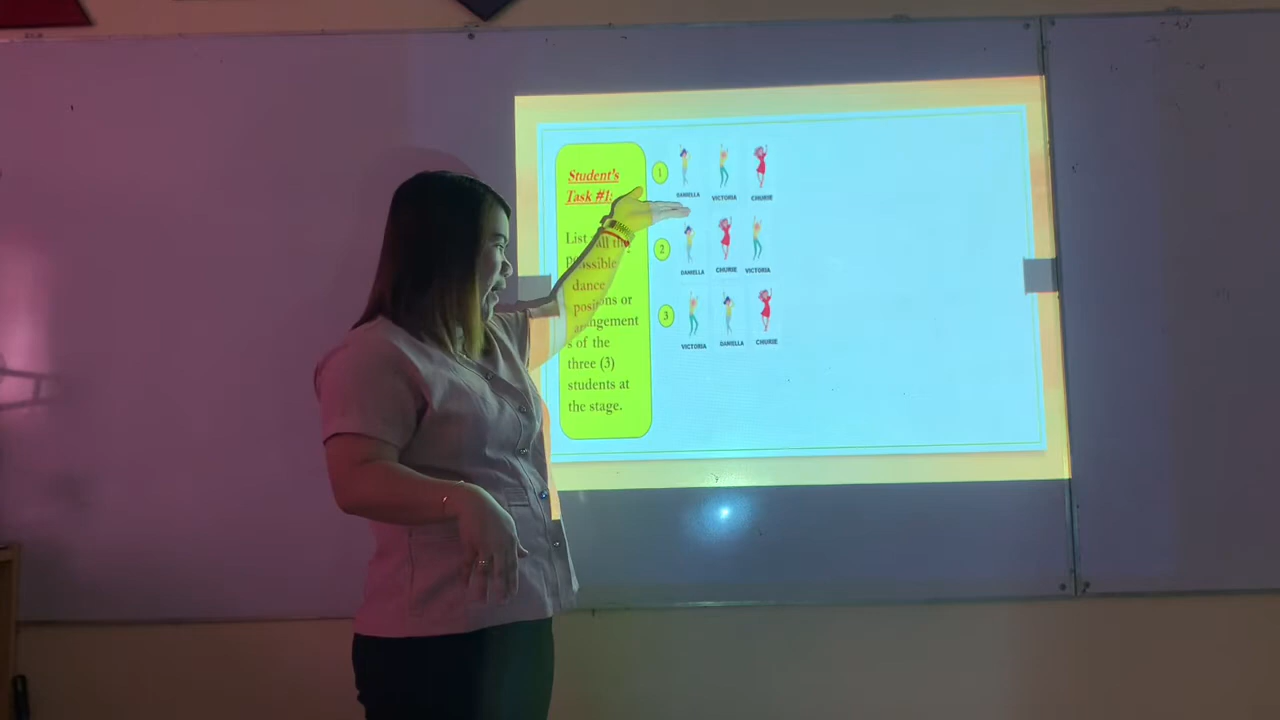 Student's
Task #1:
List all the
possible
dance
positions or
arrangement
s of the
three (3)
students at
the stage.
1
DANIELLA VICTORIA CHURIE
2
DANIELLA CHURIE VICTORIA
3
VICTORIA DANIELLA CHURIE